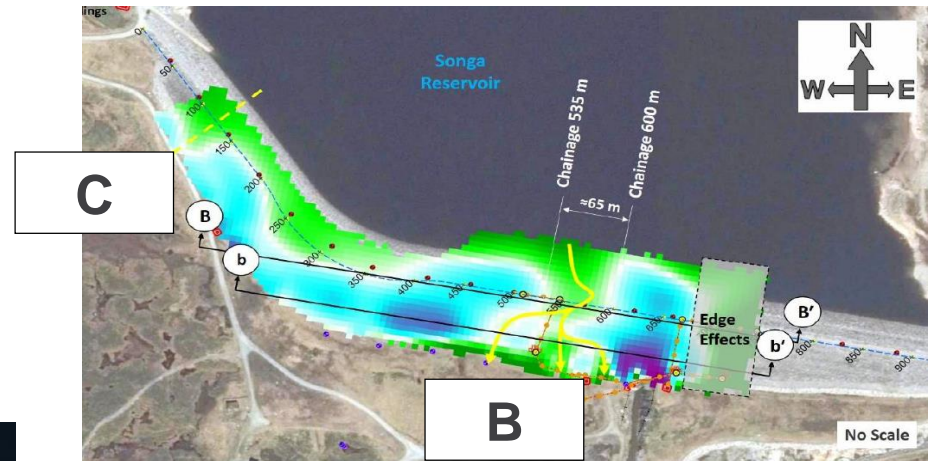 ings
Songa
Reservoir
N
W E
Chainage 535 m
Chainage 600 m
≈65 m
C
0
50
100
150
200
250
300
350
400
450
500
600
650
800
850
900
B
b
B'
b'
Edge
Effects
B
No Scale